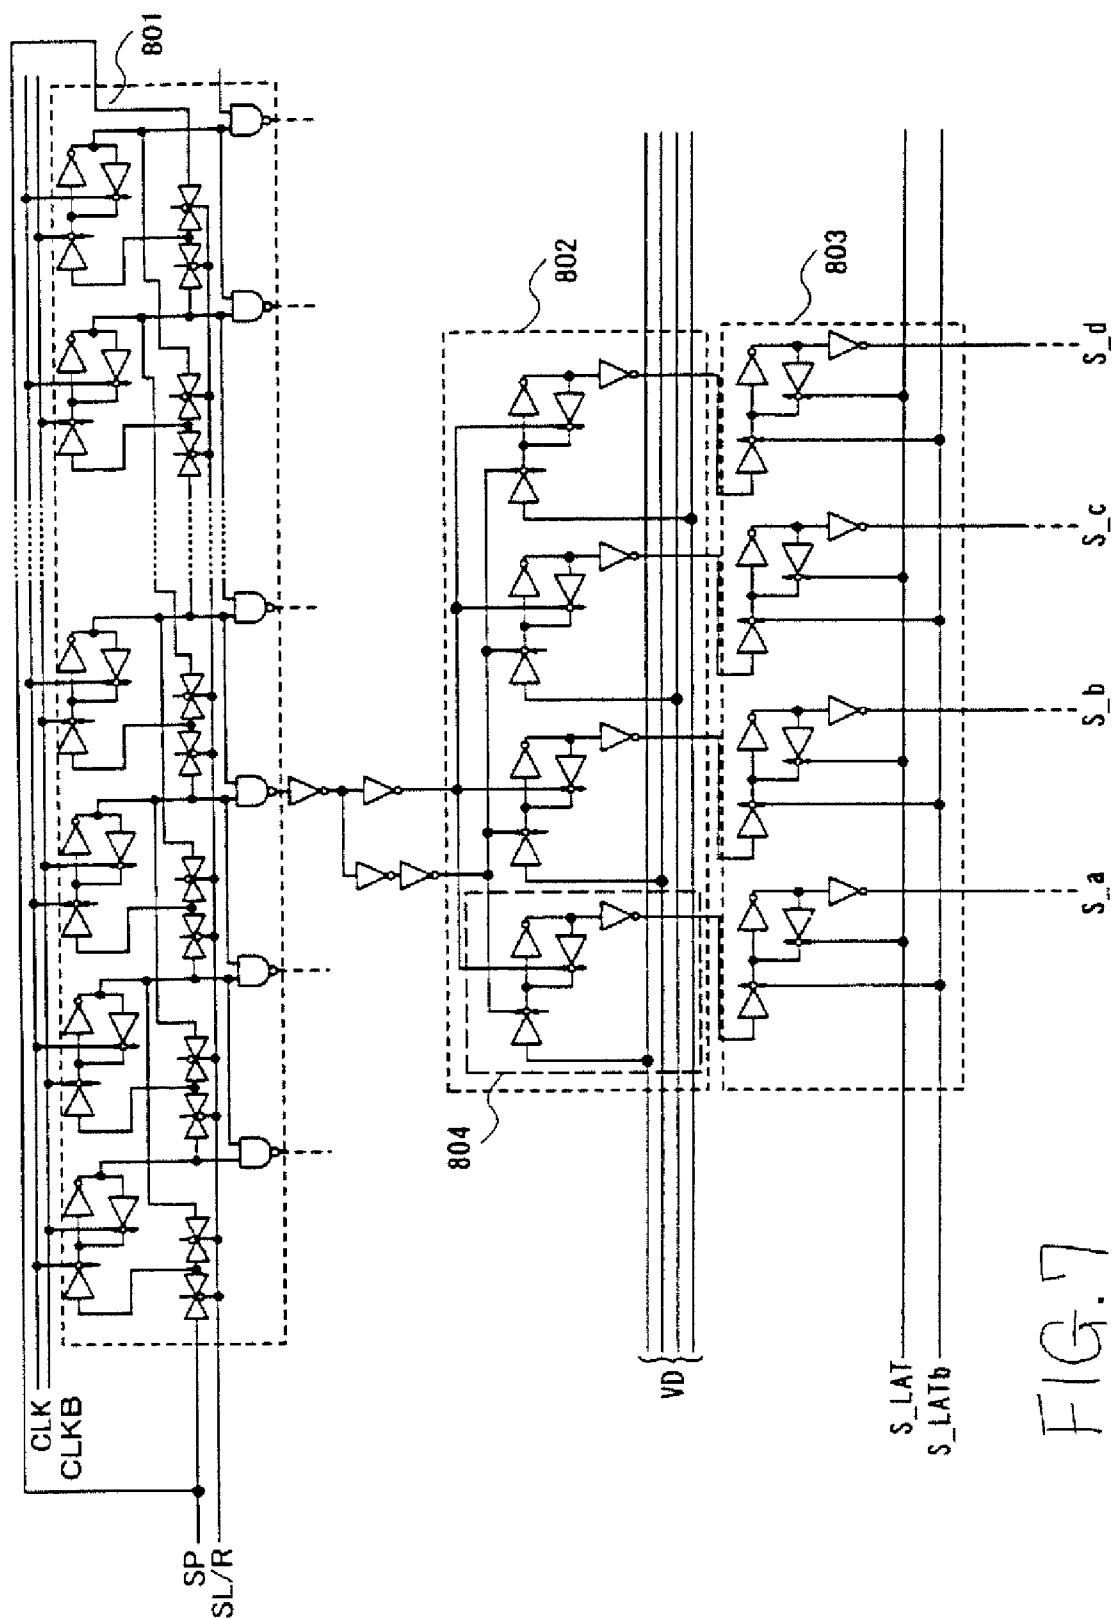 801
CLK
CLKB
SP
SL/R
802
804
VD
803
S_LAT
S_LATb
S_a
S_b
S_c
S_d
FIG. 7